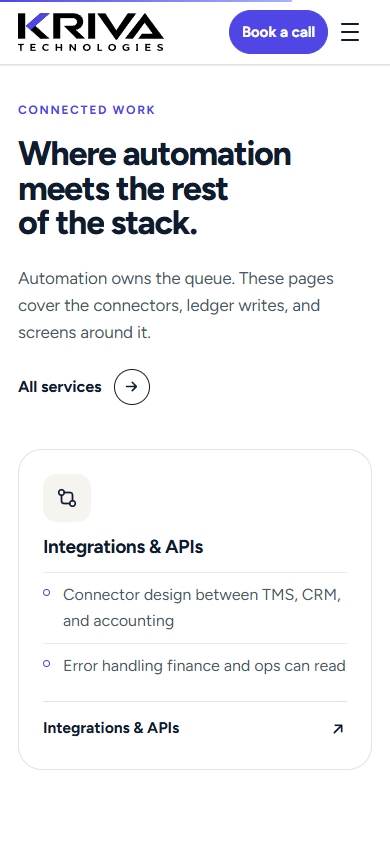 KRIVA
TECHNOLOGIES
Book a call
CONNECTED WORK
Where automation
meets the rest
of the stack.
Automation owns the queue. These pages
cover the connectors, ledger writes, and
screens around it.
All services
Integrations & APIs
Connector design between TMS, CRM,
and accounting
Error handling finance and ops can read
Integrations & APIs